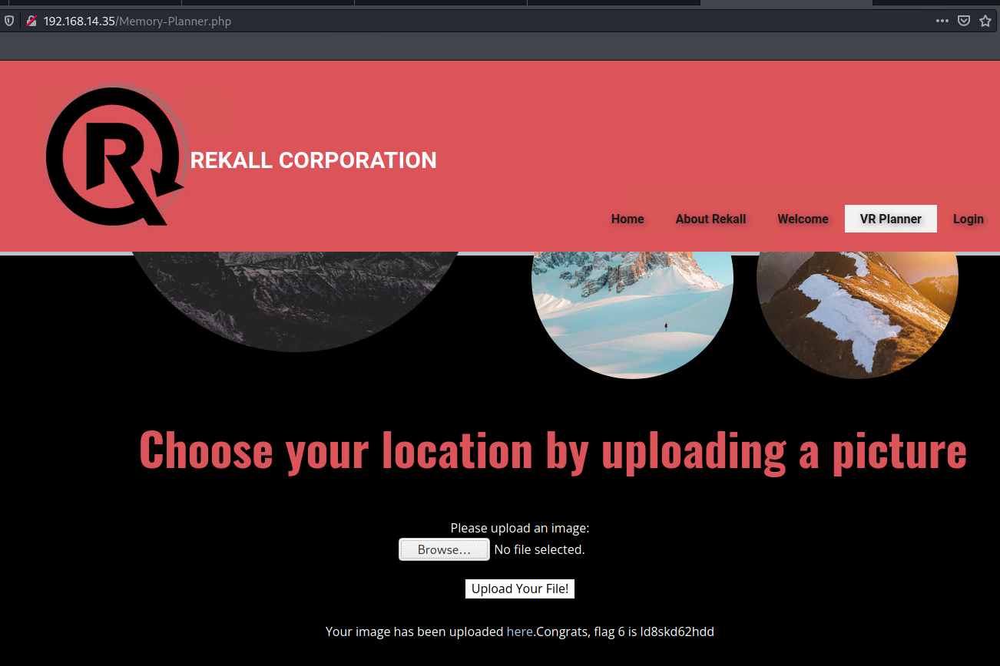 192.168.14.35/Memory-Planner.php
R
REKALL CORPORATION
Home About Rekall Welcome VR Planner Login
Choose your location by uploading a picture
Please upload an image:
Browse... No file selected.
Upload Your File!
Your image has been uploaded here.Congrats, flag 6 is ld8skd62hdd